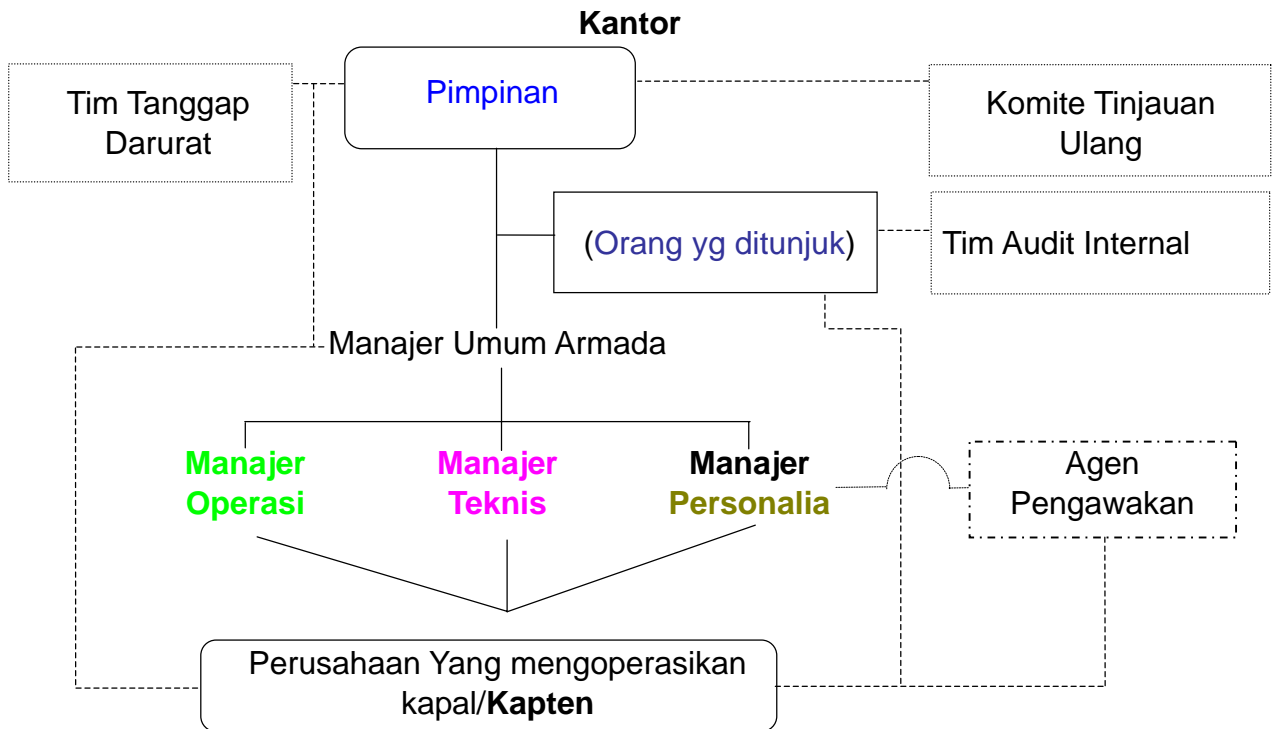 Kantor
Tim Tanggap
Darurat
Pimpinan
Komite Tinjauan
Ulang
(Orang yg ditunjuk)
Tim Audit Internal
Manajer Umum Armada
Manajer
Operasi
Manajer
Teknis
Manajer
Personalia
Agen
Pengawakan
Perusahaan Yang mengoperasikan
kapal/Kapten